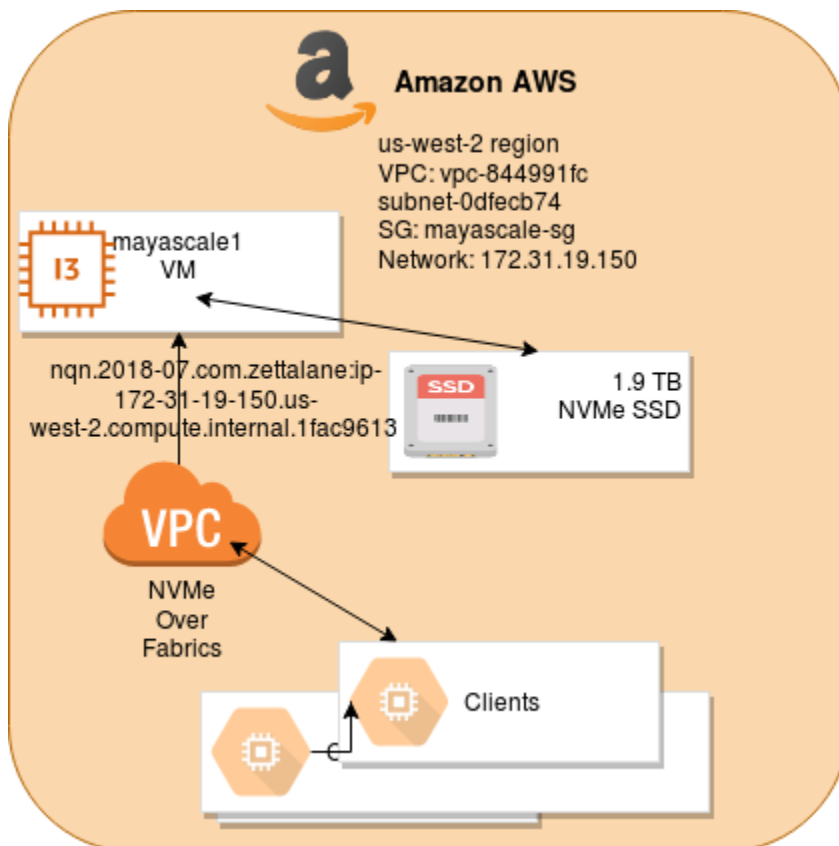 Amazon AWS
us-west-2 region
VPC: vpc-844991fc
subnet-0dfecb74
SG: mayascale-sg
Network: 172.31.19.150
I3
mayascale1
VM
nqn.2018-07.com.zettalane:ip-
172-31-19-150.us-
west-2.compute.internal.1fac9613
SSD
1.9 TB
NVMe SSD
VPC
NVMe
Over
Fabrics
Clients